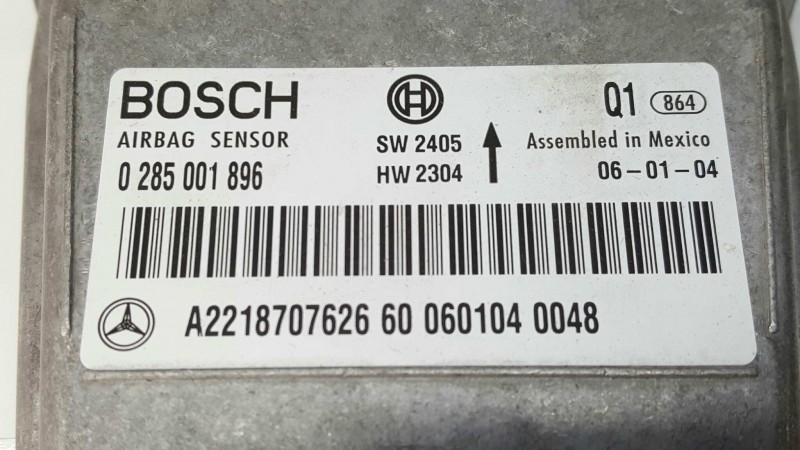 BOSCH
Q1 864
AIRBAG SENSOR
SW 2405
Assembled in Mexico
0 285 001 896
HW 2304
06-01-04
A2218707626 60 060104 0048